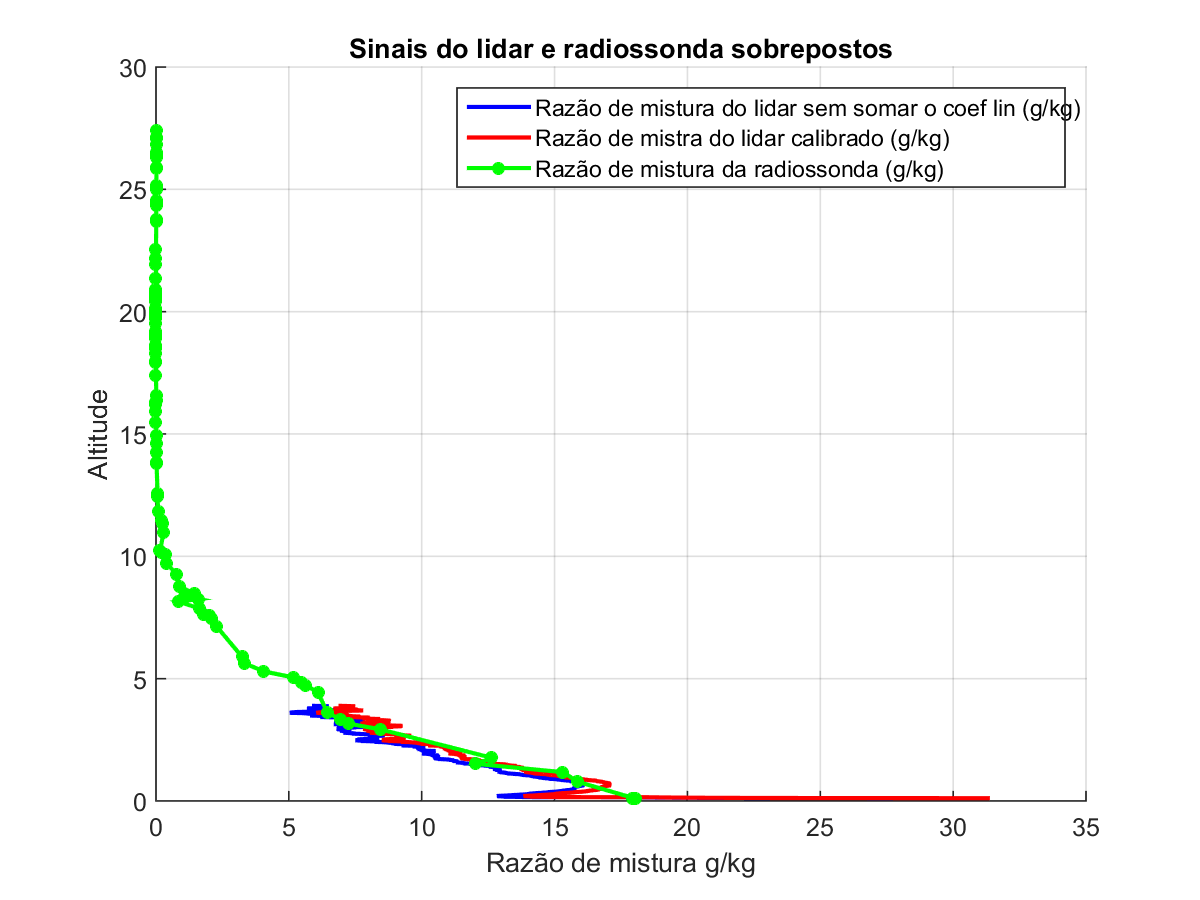 Sinais do lidar e radiossonda sobrepostos
30
Razão de mistura do lidar sem somar o coef lin (g/kg)
Razão de mistra do lidar calibrado (g/kg)
Razão de mistura da radiossonda (g/kg)
25
20
15
10
5
0
Altitude
0 5 10 15 20 25 30 35
Razão de mistura g/kg